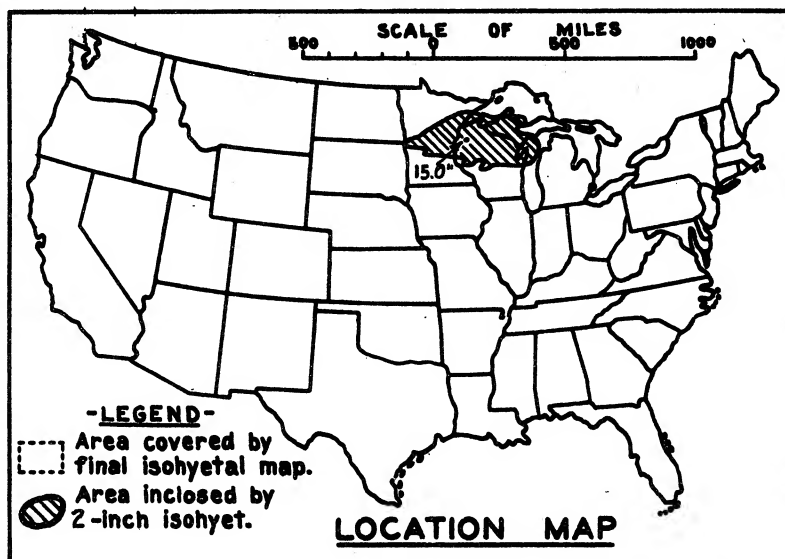 SCALE OF MILES
500 0 500 1000
15.0"
-LEGEND-
Area covered by
final isohyetal map.
Area inclosed by
2-inch isohyet.
LOCATION MAP